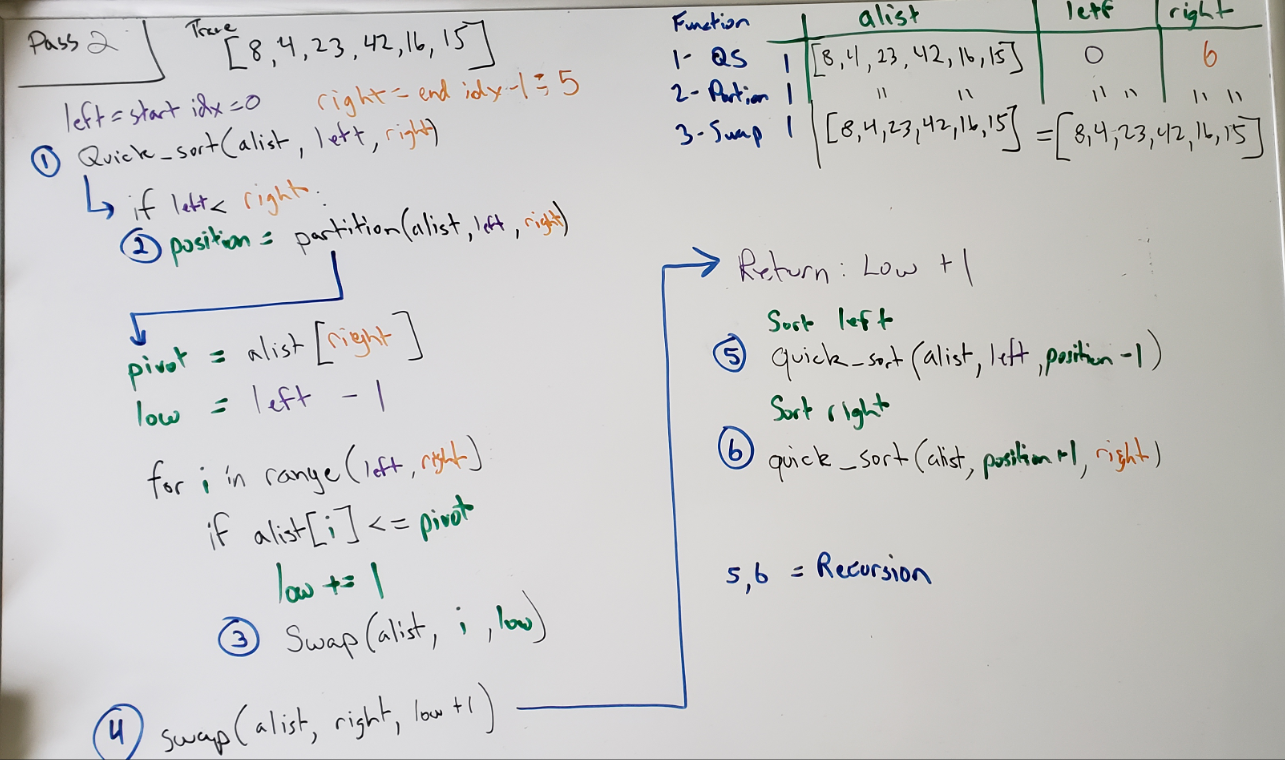 Pass 2
Trace
[8,4,23,42,16,15]
left = start idx = 0
right = end idx-1 = 5
① Quick_sort(alist, left, right)
if left < right:
② position = partition(alist, left, right)
pivot = alist[right]
low = left - 1
for i in range(left, right)
if alist[i] <= pivot
low += 1
③ Swap(alist, i, low)
④ swap(alist, right, low +1)
Function alist left right
1- QS 1 [8,4,23,42,16,15] 0 6
2- Partion 1 " " " " " "
3- Swap 1 [8,4,23,42,16,15] = [8,4,23,42,16,15]
Return: Low +1
Sort left
⑤ quick_sort(alist, left, position -1)
Sort right
⑥ quick_sort(alist, position +1, right)
5,6 = Recursion